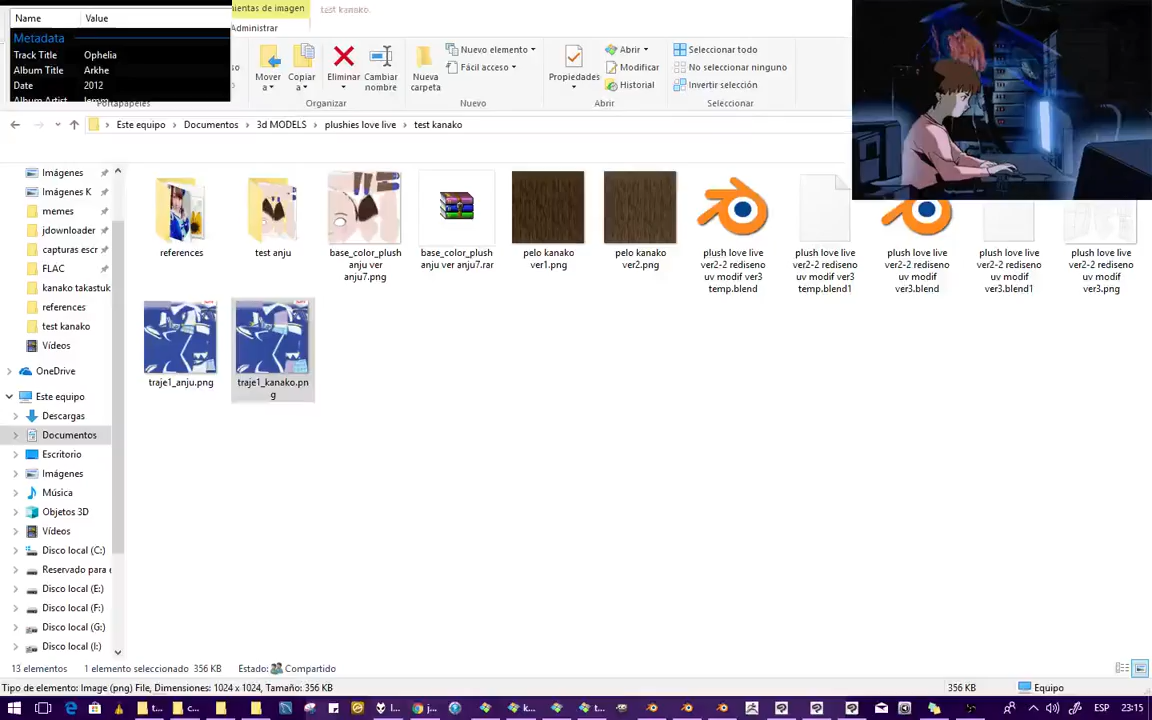 Name Value
Metadata
Track Title Ophelia
Album Title Arkhe
Date 2012
Album Artist
ientas de imagen test kanako.
Administrar
Mover a
Copiar a
Eliminar
Cambiar nombre
Nueva carpeta
Nuevo elemento
Fácil acceso
Propiedades
Abrir
Modificar
Historial
Seleccionar todo
No seleccionar ninguno
Invertir selección
Portapapeles Organizar Nuevo Abrir Seleccionar
Este equipo > Documentos > 3d MODELS > plushies love live > test kanako
Imágenes
Imágenes K
memes
jdownloader
capturas escr
FLAC
kanako takastuk
references
test kanako
Vídeos
OneDrive
Este equipo
Descargas
Documentos
Escritorio
Imágenes
Música
Objetos 3D
Vídeos
Disco local (C:)
Reservado para
Disco local (E:)
Disco local (F:)
Disco local (G:)
Disco local (I:)
references
test anju
base_color_plush
anju ver
anju7.png
base_color_plush
anju ver anju7.rar
pelo kanako
ver1.png
pelo kanako
ver2.png
plush love live
ver2-2 rediseno
uv modif ver3
temp.blend
plush love live
ver2-2 rediseno
uv modif ver3
temp.blend1
plush love live
ver2-2 rediseno
uv modif
ver3.blend
plush love live
ver2-2 rediseno
uv modif
ver3.blend1
plush love live
ver2-2 rediseno
uv modif
ver3.png
traje1_anju.png
traje1_kanako.pn
g
13 elementos 1 elemento seleccionado 356 KB Estado: Compartido
Tipo de elemento: Image (png) File, Dimensiones: 1024 x 1024, Tamaño: 356 KB 356 KB Equipo
t... c... l... j... k... t... ESP 23:15